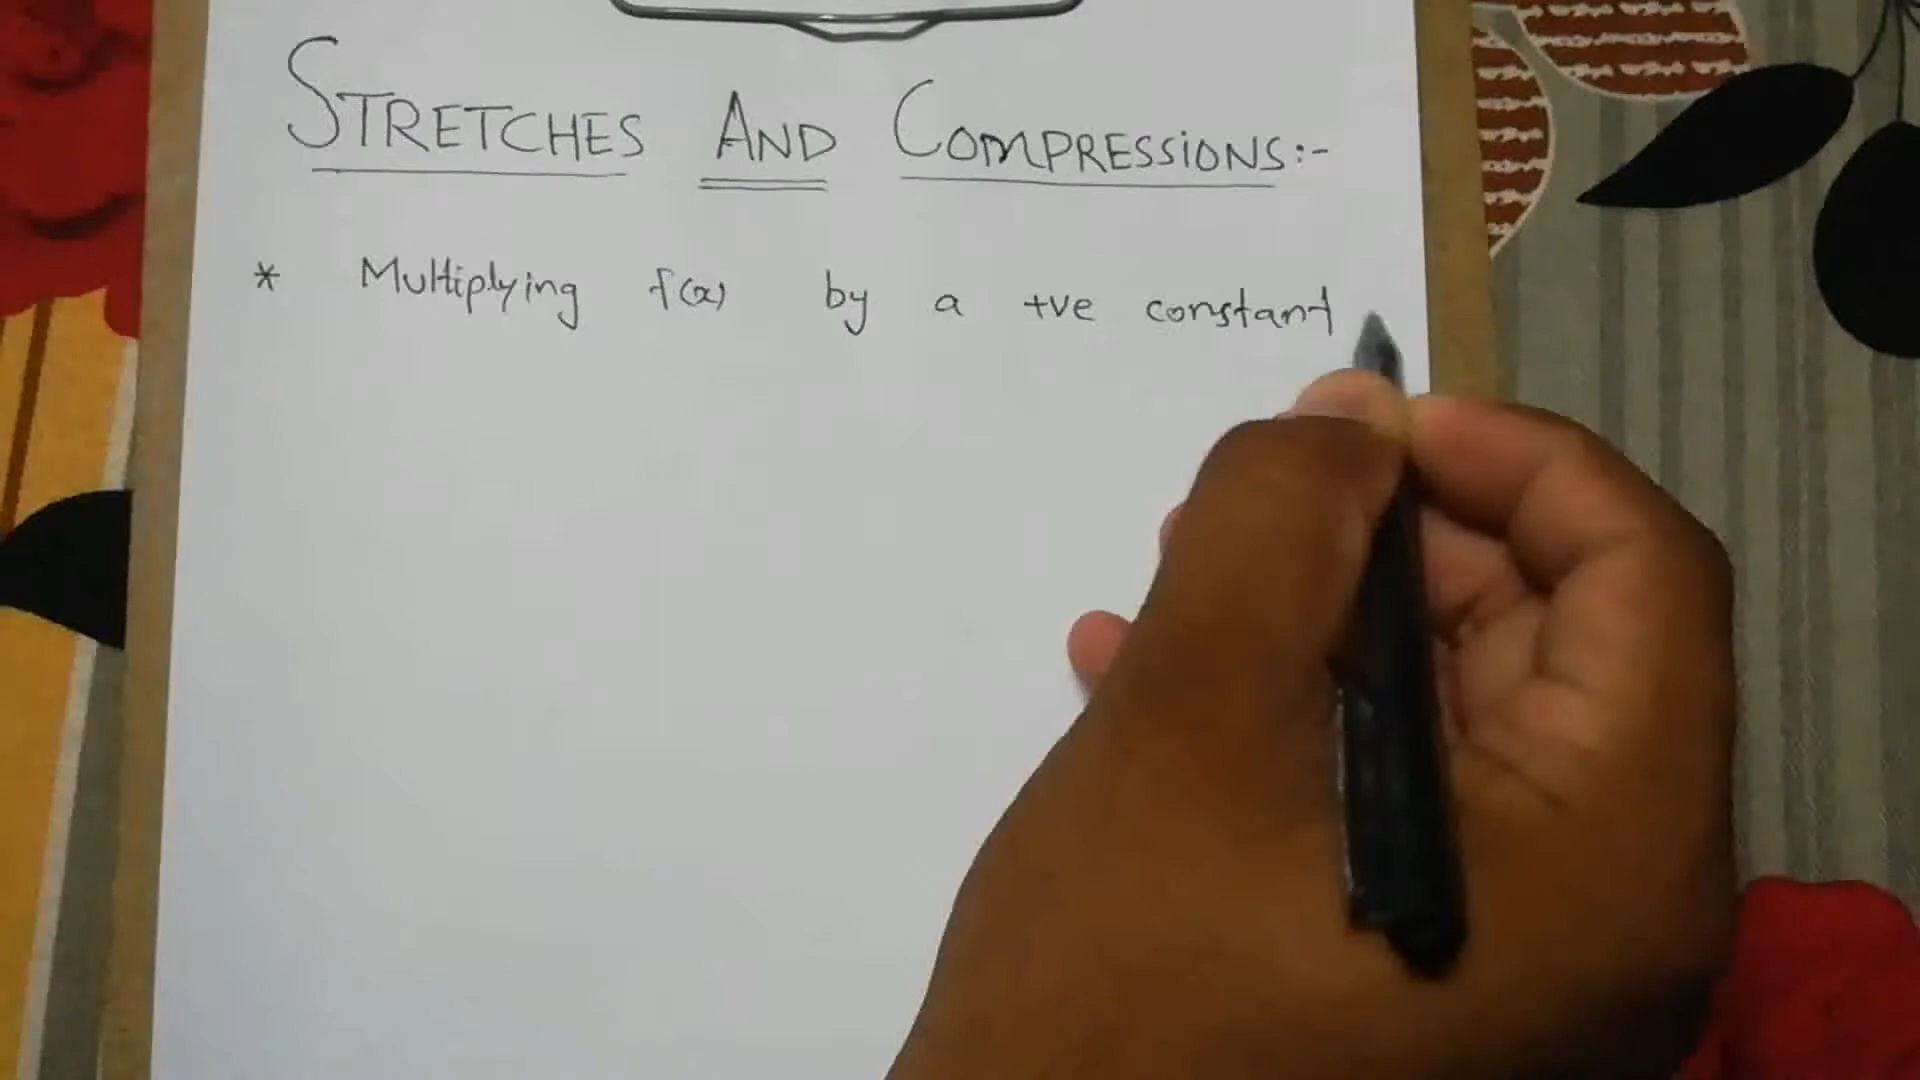 STRETCHES AND COMPRESSIONS:-
* Multiplying f(x) by a +ve constant